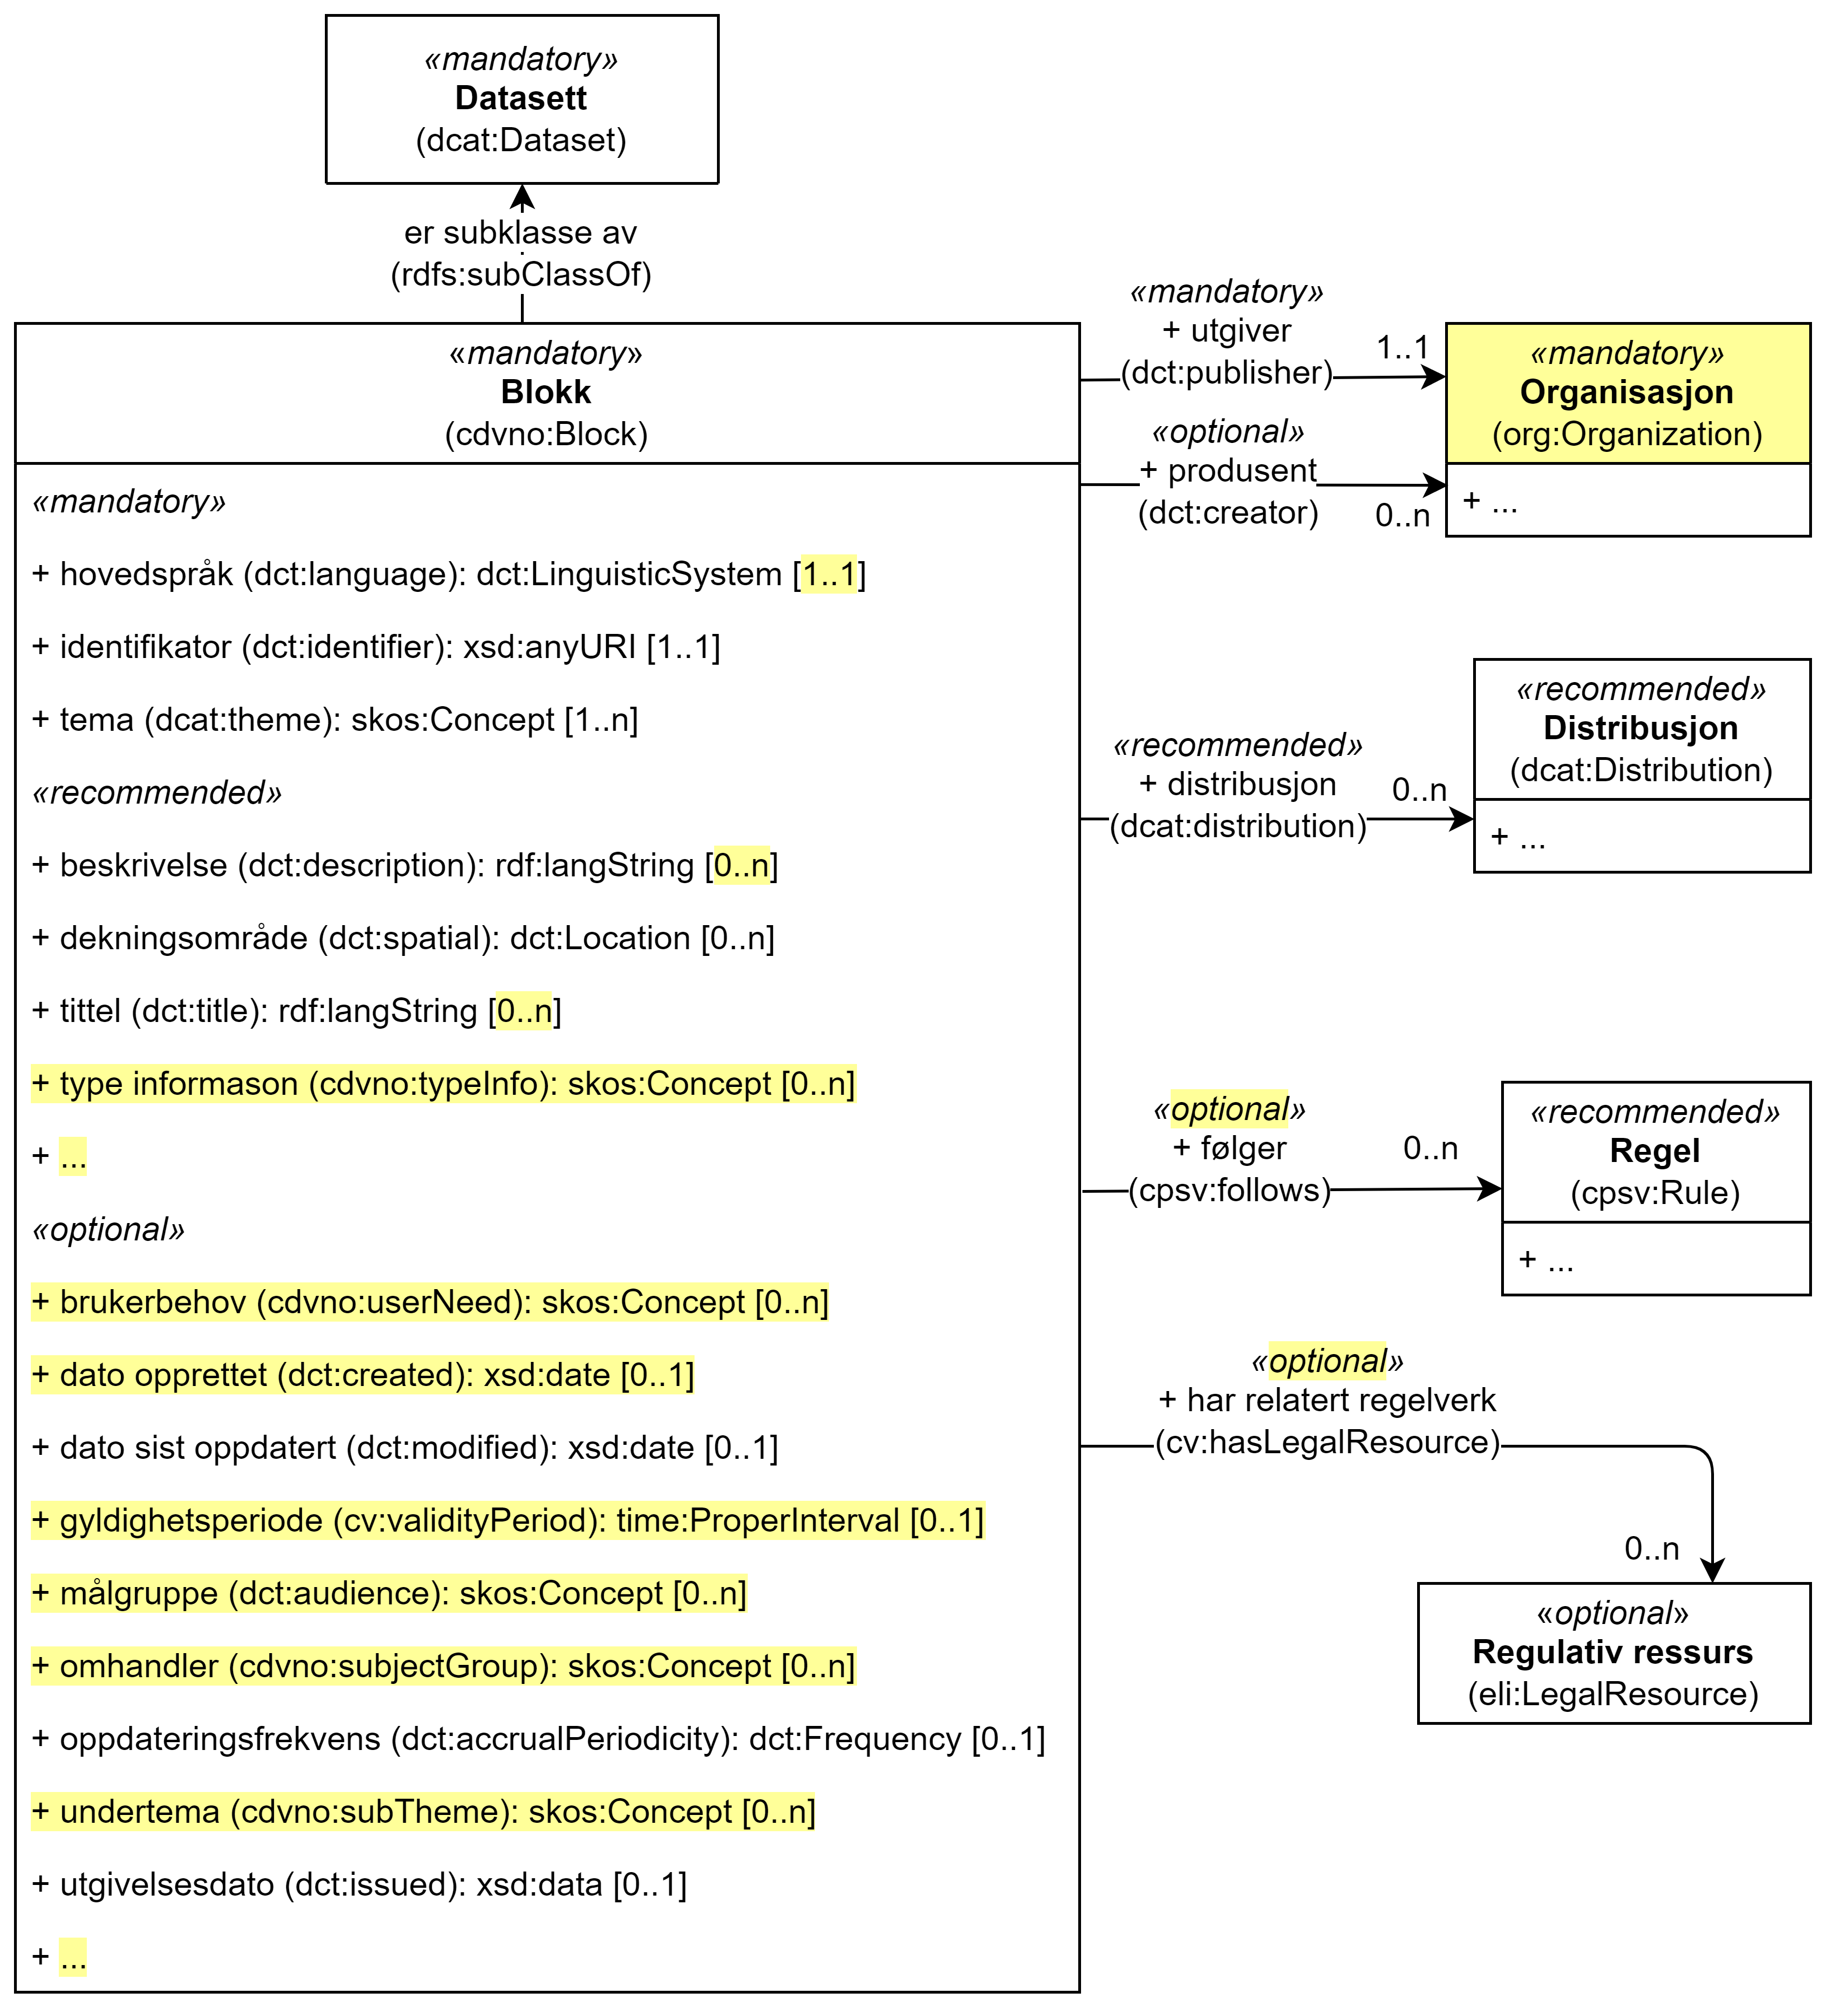 «mandatory»
Datasett
(dcat:Dataset)
er subklasse av
(rdfs:subClassOf)
«mandatory»
Blokk
(cdvno:Block)
«mandatory»
+ hovedspråk (dct:language): dct:LinguisticSystem [1..1]
+ identifikator (dct:identifier): xsd:anyURI [1..1]
+ tema (dcat:theme): skos:Concept [1..n]
«recommended»
+ beskrivelse (dct:description): rdf:langString [0..n]
+ dekningsområde (dct:spatial): dct:Location [0..n]
+ tittel (dct:title): rdf:langString [0..n]
+ type informason (cdvno:typeInfo): skos:Concept [0..n]
+ ...
«optional»
+ brukerbehov (cdvno:userNeed): skos:Concept [0..n]
+ dato opprettet (dct:created): xsd:date [0..1]
+ dato sist oppdatert (dct:modified): xsd:date [0..1]
+ gyldighetsperiode (cv:validityPeriod): time:ProperInterval [0..1]
+ målgruppe (dct:audience): skos:Concept [0..n]
+ omhandler (cdvno:subjectGroup): skos:Concept [0..n]
+ oppdateringsfrekvens (dct:accrualPeriodicity): dct:Frequency [0..1]
+ undertema (cdvno:subTheme): skos:Concept [0..n]
+ utgivelsesdato (dct:issued): xsd:data [0..1]
+ ...
«mandatory»
+ utgiver
(dct:publisher)
1..1
«optional»
+ produsent
(dct:creator)
0..n
«mandatory»
Organisasjon
(org:Organization)
+ ...
«recommended»
+ distribusjon
(dcat:distribution)
0..n
«recommended»
Distribusjon
(dcat:Distribution)
+ ...
«optional»
+ følger
(cpsv:follows)
0..n
«recommended»
Regel
(cpsv:Rule)
+ ...
«optional»
+ har relatert regelverk
(cv:hasLegalResource)
0..n
«optional»
Regulativ ressurs
(eli:LegalResource)